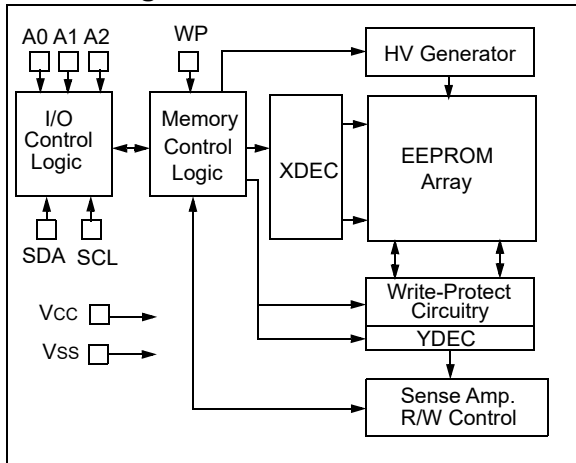 A0 A1 A2
WP
HV Generator
I/O
Control
Logic
Memory
Control
Logic
XDEC
EEPROM
Array
SDA SCL
Write-Protect
Circuitry
YDEC
VCC
VSS
Sense Amp.
R/W Control